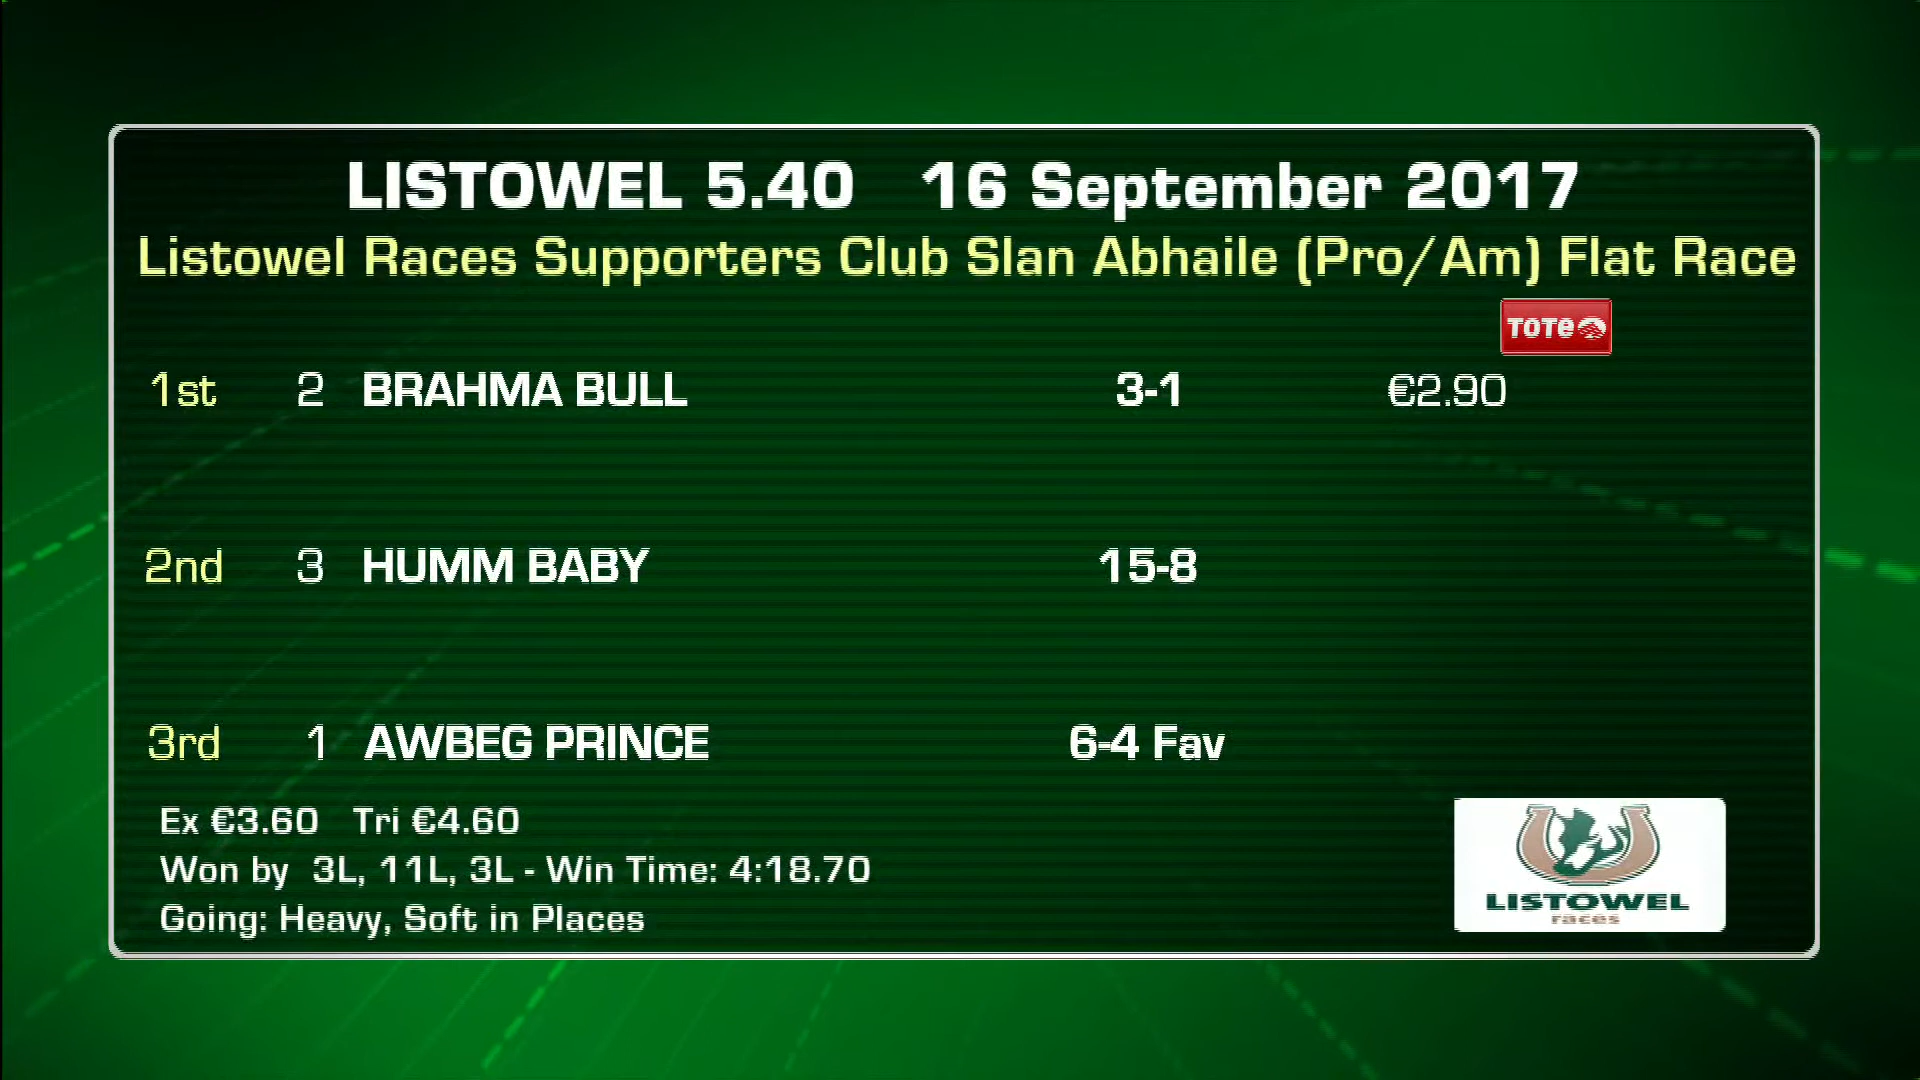 LISTOWEL 5.40 16 September 2017
Listowel Races Supporters Club Slan Abhaile (Pro/Am) Flat Race
TOTE
1st 2 BRAHMA BULL 3-1 €2.90
2nd 3 HUMM BABY 15-8
3rd 1 AWBEG PRINCE 6-4 Fav
Ex €3.60 Tri €4.60
Won by 3L, 11L, 3L - Win Time: 4:18.70
Going: Heavy, Soft in Places
LISTOWEL
races